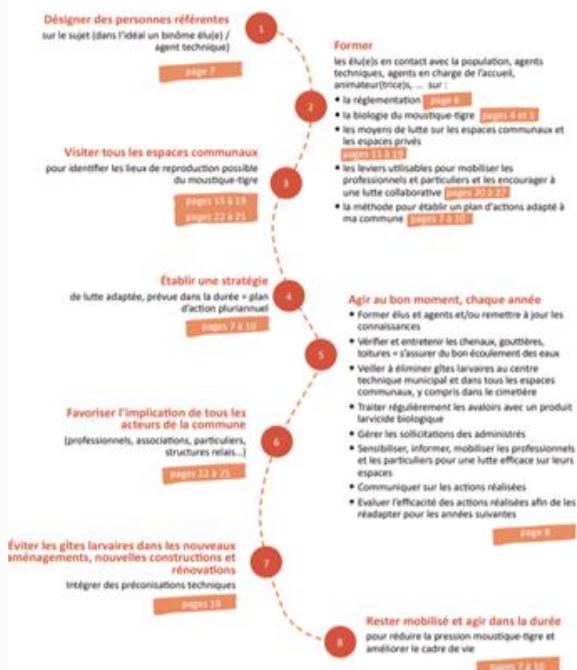 Désigner des personnes référentes
sur le sujet (dans l'idéal un binôme élu(e) /
agent technique)
page 7
1
Former
les élu(e)s en contact avec la population, agents
techniques, agents en charge de l'accueil,
animateur(trice)s, ... sur :
• la réglementation page 6
• la biologie du moustique-tigre pages 4 et 5
• les moyens de lutte sur les espaces communaux et
les espaces privés
pages 11 à 19
• les leviers utilisables pour mobiliser les
professionnels et particuliers et les encourager à
une lutte collaborative pages 20 à 27
• la méthode pour établir un plan d'actions adapté à
ma commune pages 7 à 10
2
Visiter tous les espaces communaux
pour identifier les lieux de reproduction possible
du moustique-tigre
pages 15 à 19
pages 22 à 25
3
Établir une stratégie
de lutte adaptée, prévue dans la durée = plan
d'action pluriannuel
pages 7 à 10
4
Agir au bon moment, chaque année
• Former élus et agents et/ou remettre à jour les
connaissances
• Vérifier et entretenir les chenaux, gouttières,
toitures = s'assurer du bon écoulement des eaux
• Veiller à éliminer gîtes larvaires au centre
technique municipal et dans tous les espaces
communaux, y compris dans le cimetière
• Traiter régulièrement les avaloirs avec un produit
larvicide biologique
• Gérer les sollicitations des administrés
• Sensibiliser, informer, mobiliser les professionnels
et les particuliers pour une lutte efficace sur leurs
espaces
• Communiquer sur les actions réalisées
• Evaluer l'efficacité des actions réalisées afin de les
réadapter pour les années suivantes
page 9
5
Favoriser l'implication de tous les
acteurs de la commune
(professionnels, associations, particuliers,
structures relais...)
pages 22 à 25
6
Éviter les gîtes larvaires dans les nouveaux
aménagements, nouvelles constructions et
rénovations
Intégrer des préconisations techniques
pages 19
7
Rester mobilisé et agir dans la durée
pour réduire la pression moustique-tigre et
améliorer le cadre de vie
pages 7 à 10
8